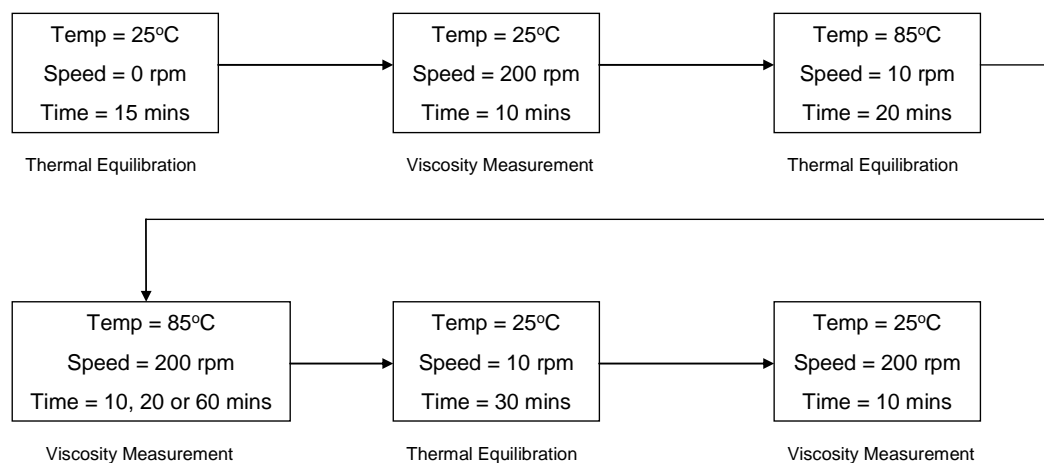 Temp = 25°C
Speed = 0 rpm
Time = 15 mins
Thermal Equilibration
Temp = 25°C
Speed = 200 rpm
Time = 10 mins
Viscosity Measurement
Temp = 85°C
Speed = 10 rpm
Time = 20 mins
Thermal Equilibration
Temp = 85°C
Speed = 200 rpm
Time = 10, 20 or 60 mins
Viscosity Measurement
Temp = 25°C
Speed = 10 rpm
Time = 30 mins
Thermal Equilibration
Temp = 25°C
Speed = 200 rpm
Time = 10 mins
Viscosity Measurement